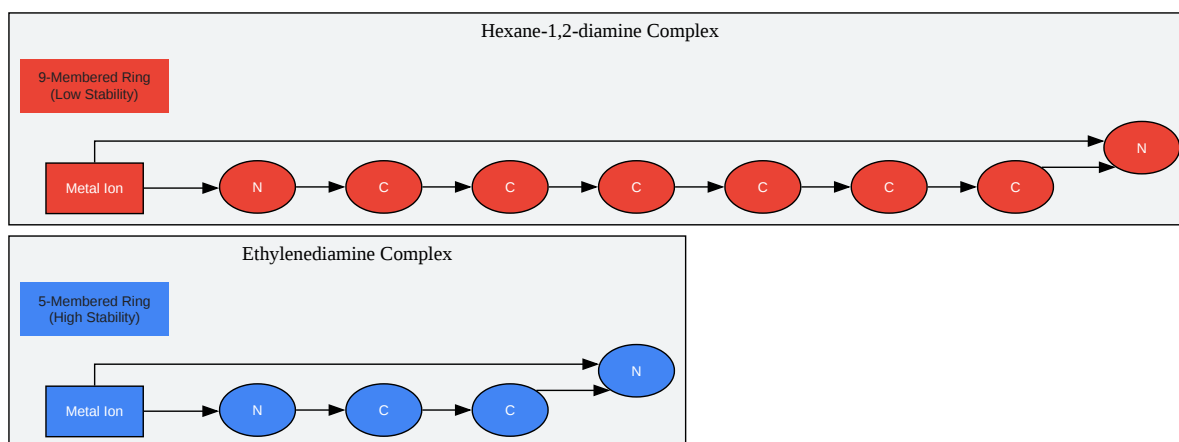 Hexane-1,2-diamine Complex
9-Membered Ring
(Low Stability)
N
Metal Ion
N
C
C
C
C
C
C
Ethylenediamine Complex
5-Membered Ring
(High Stability)
N
Metal Ion
N
C
C